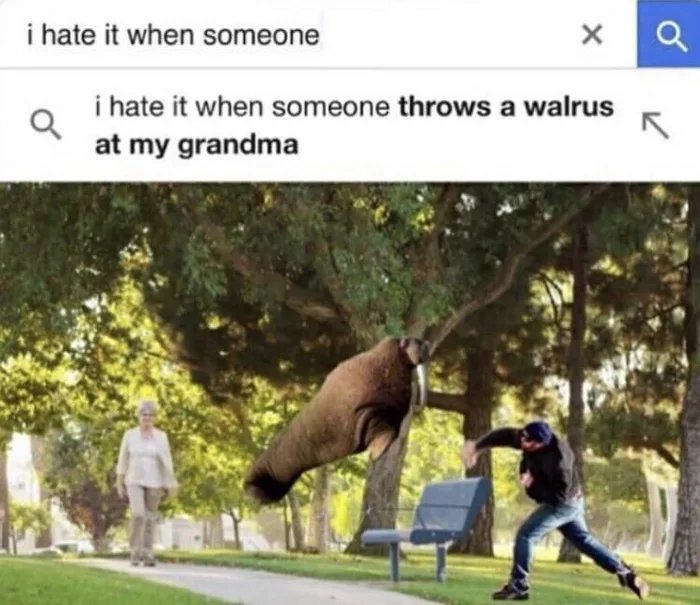 i hate it when someone
i hate it when someone throws a walrus
at my grandma